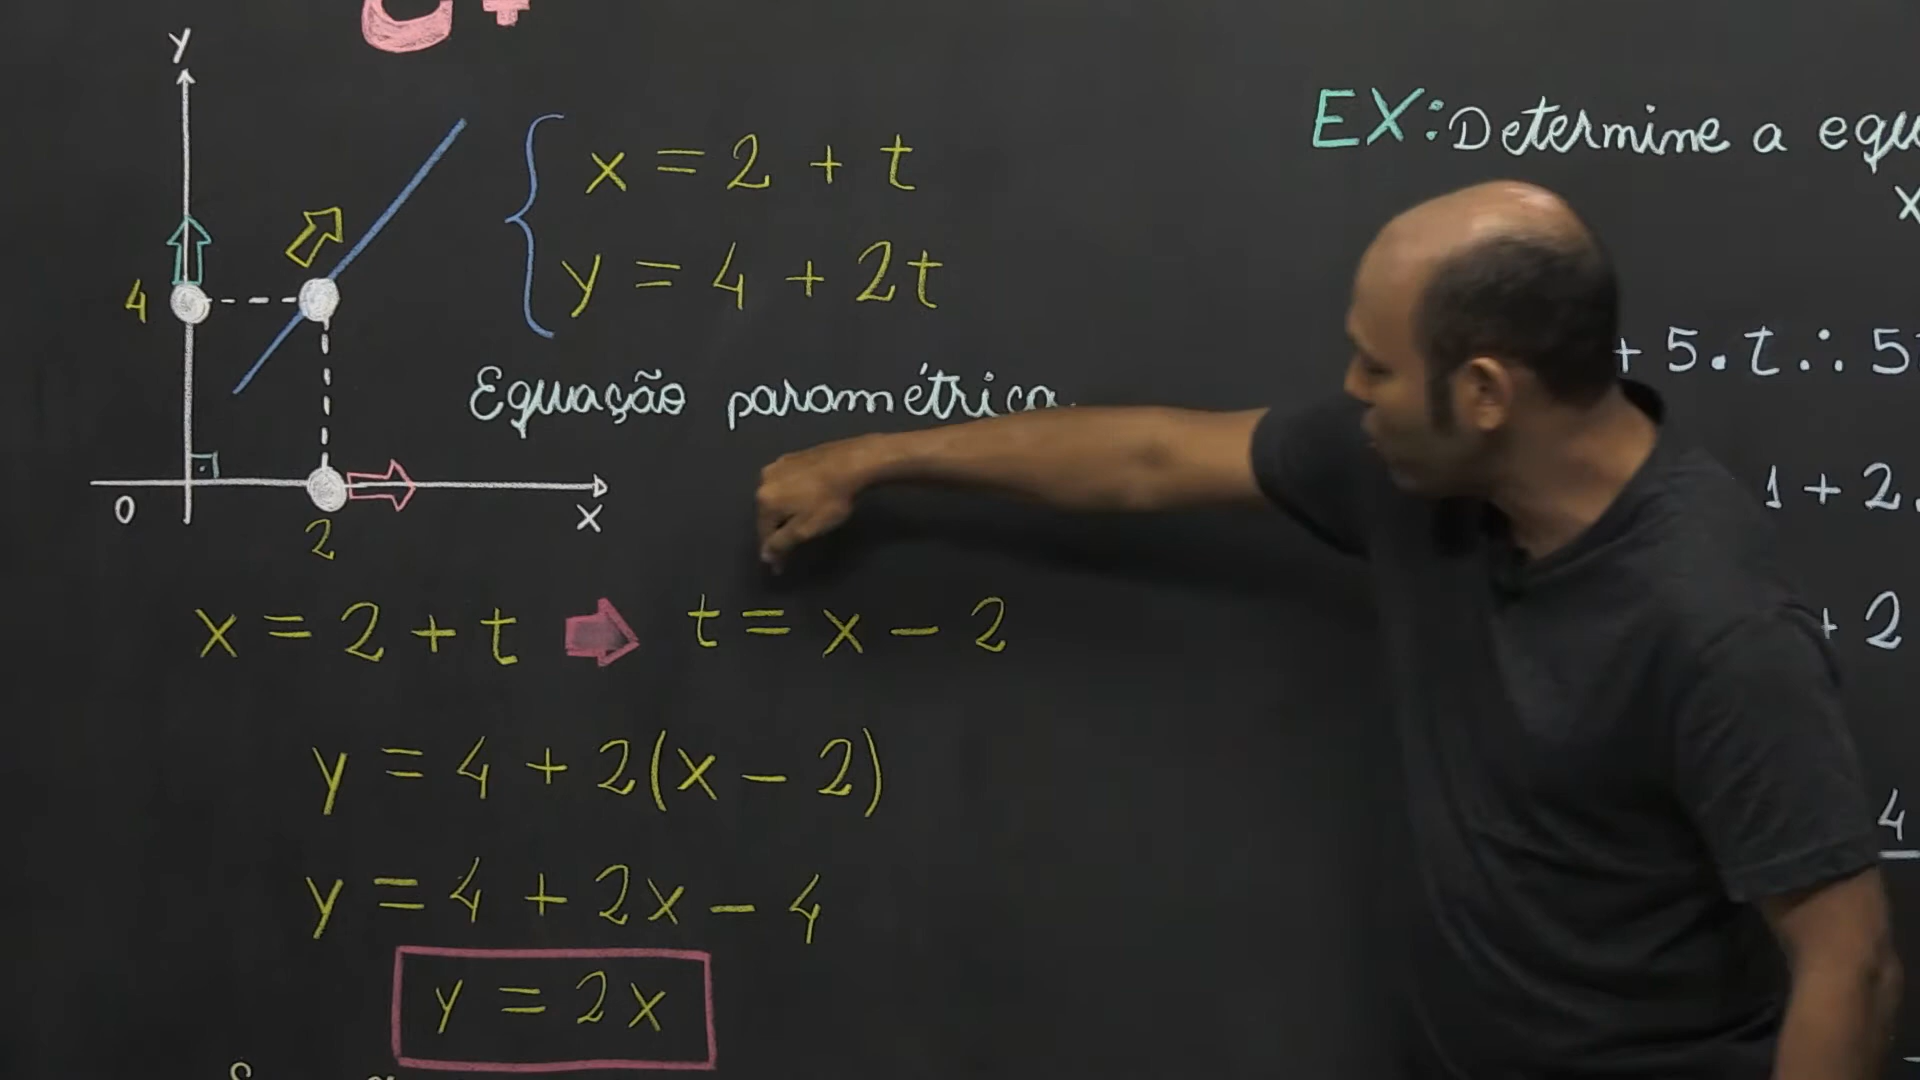 y
x = 2 + t
y = 4 + 2t
4
Equação paramétrica
0
2
x
x = 2 + t t = x - 2
y = 4 + 2(x - 2)
y = 4 + 2x - 4
y = 2x
EX: Determine a
x
+ 5.t ∴ 5
1 + 2.
+ 2
4